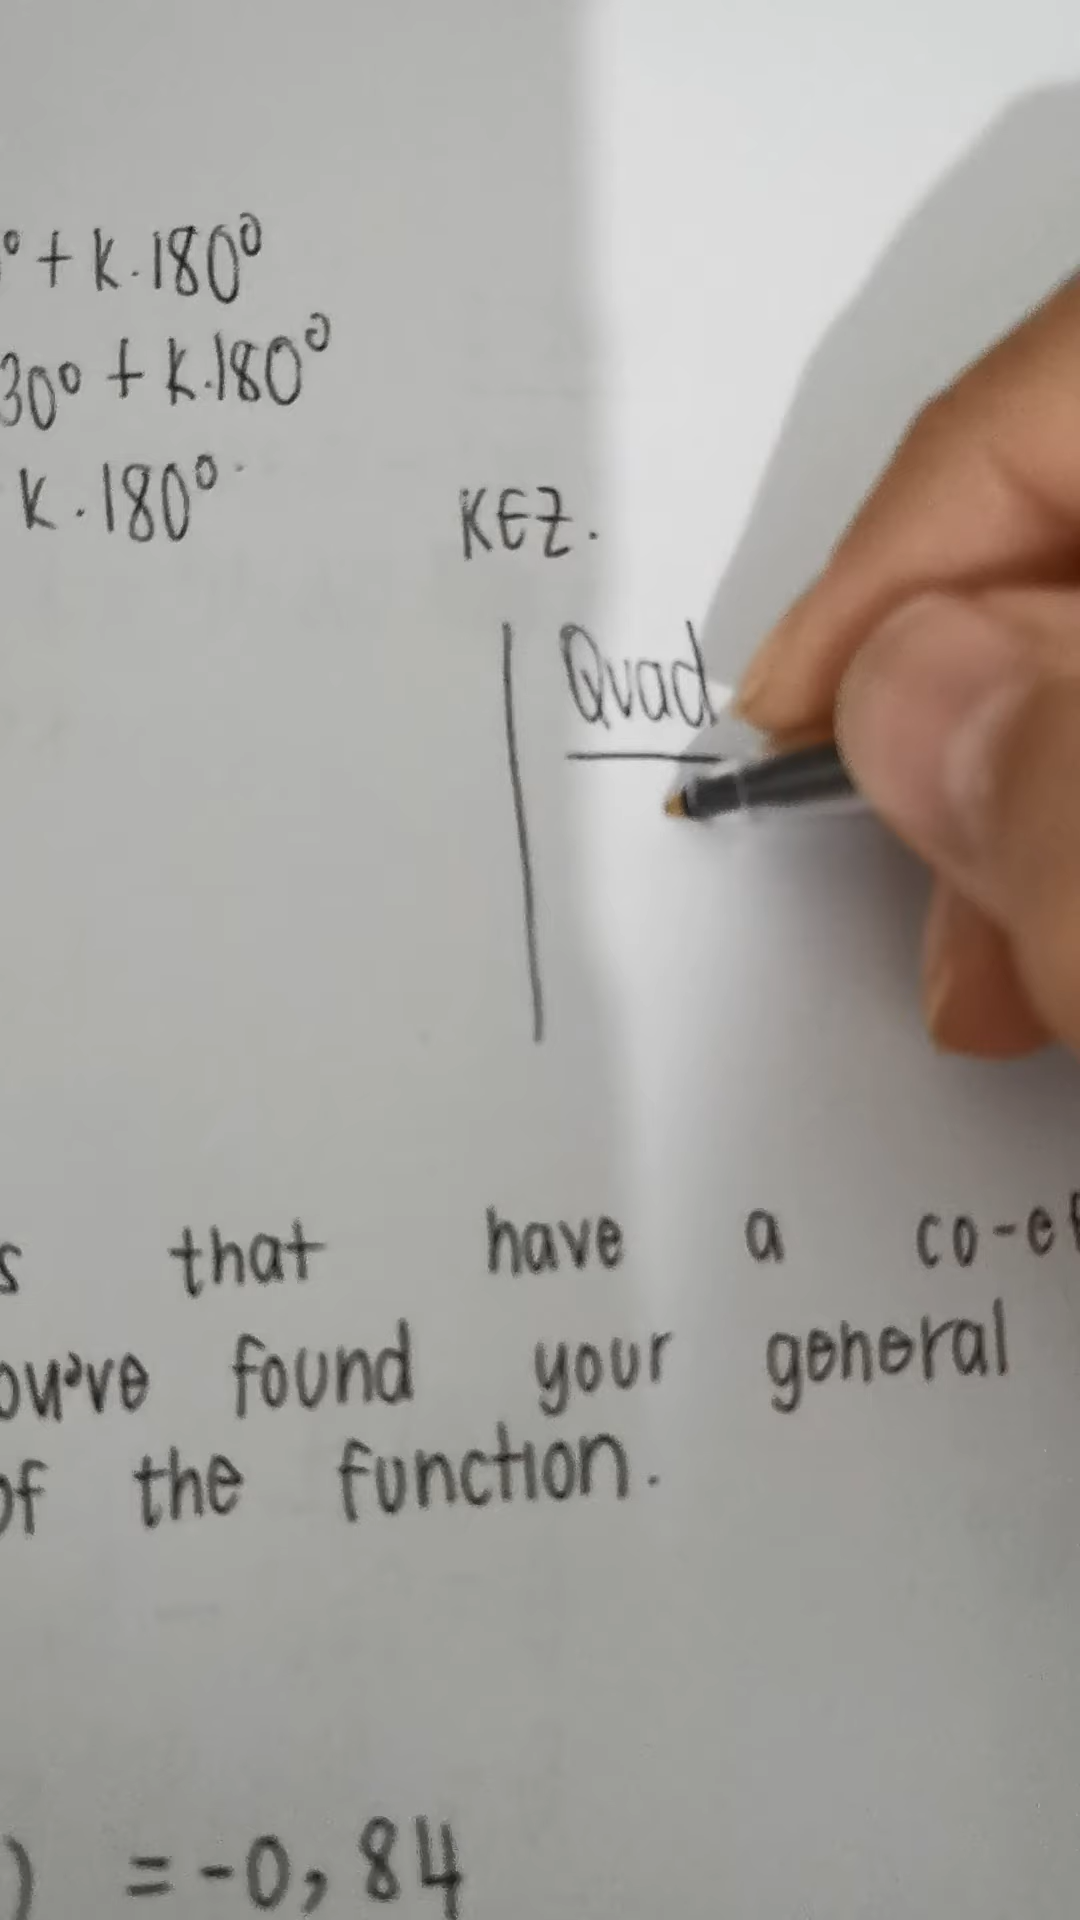 ° + K.180°
30° + K.180°
K.180°
KEZ.
Quad
that have a
ou've found your general
of the function.
) = -0,84